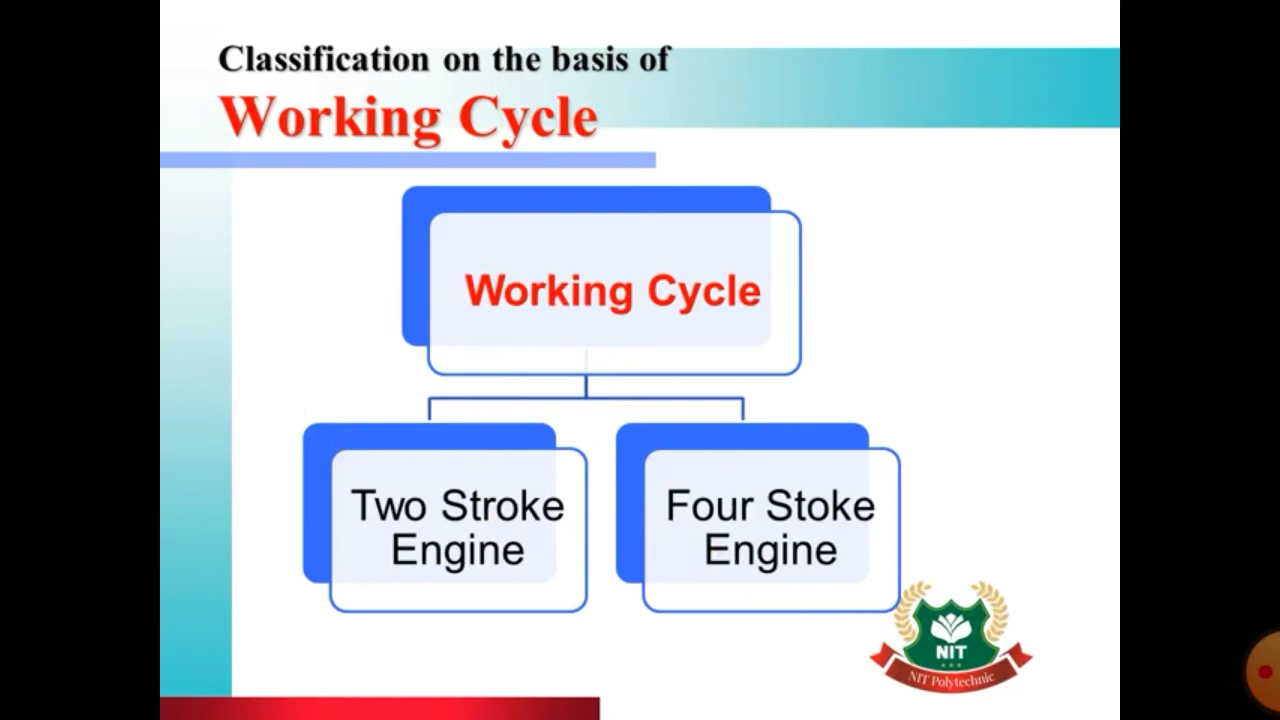 Classification on the basis of
Working Cycle
Working Cycle
Two Stroke
Engine
Four Stoke
Engine
NIT
NIT Polytechnic